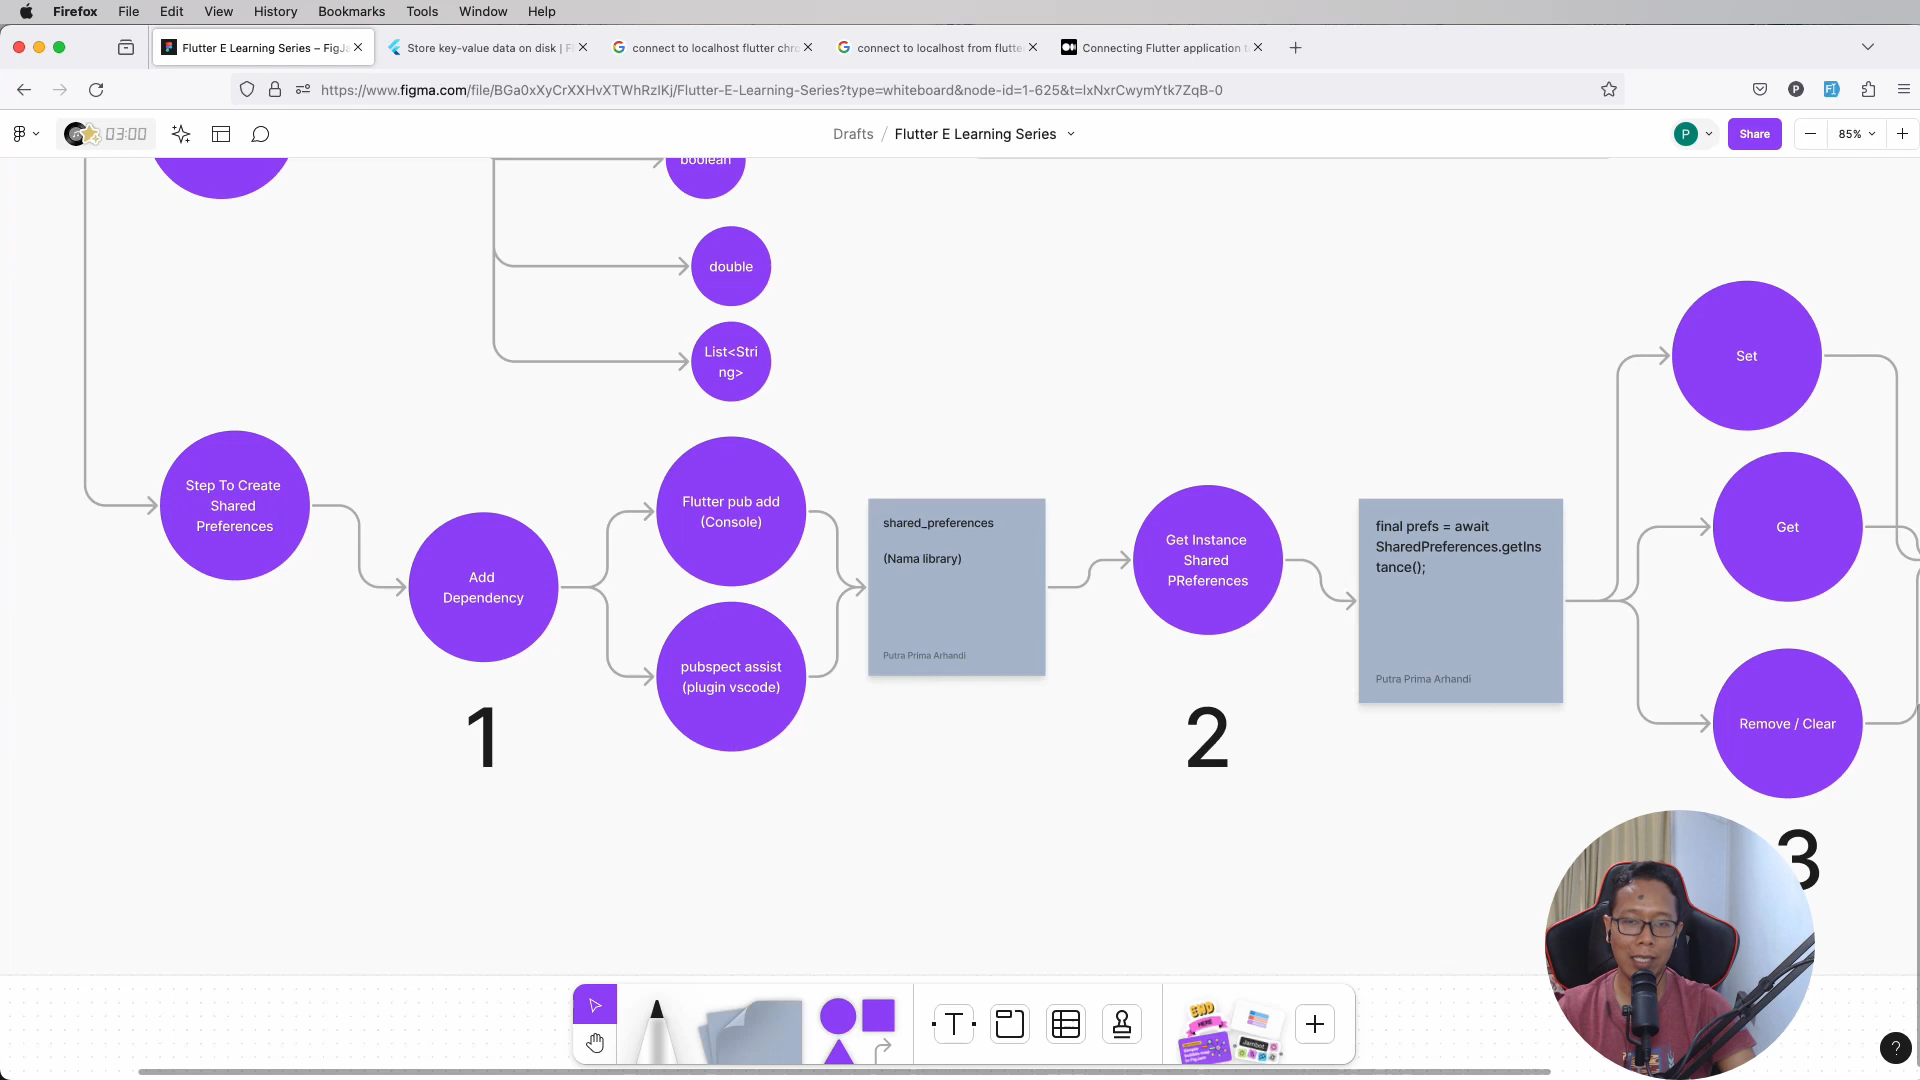 Firefox File Edit View History Bookmarks Tools Window Help
Flutter E Learning Series – FigJa
Store key-value data on disk | F
connect to localhost flutter chr
connect to localhost from flutte
Connecting Flutter application t
https://www.figma.com/file/BGa0xXyCrXXHvXTWhRzIKj/Flutter-E-Learning-Series?type=whiteboard&node-id=1-625&t=IxNxrCwymYtk7ZqB-0
03:00
Drafts / Flutter E Learning Series
P
Share
85%
boolean
double
List<Stri
ng>
Set
Step To Create
Shared
Preferences
Add
Dependency
Flutter pub add
(Console)
pubspect assist
(plugin vscode)
shared_preferences
(Nama library)
Putra Prima Arhandi
Get Instance
Shared
PReferences
final prefs = await
SharedPreferences.getIns
tance();
Putra Prima Arhandi
Get
Remove / Clear
1
2
3
T
END
HERE
Jambot
?